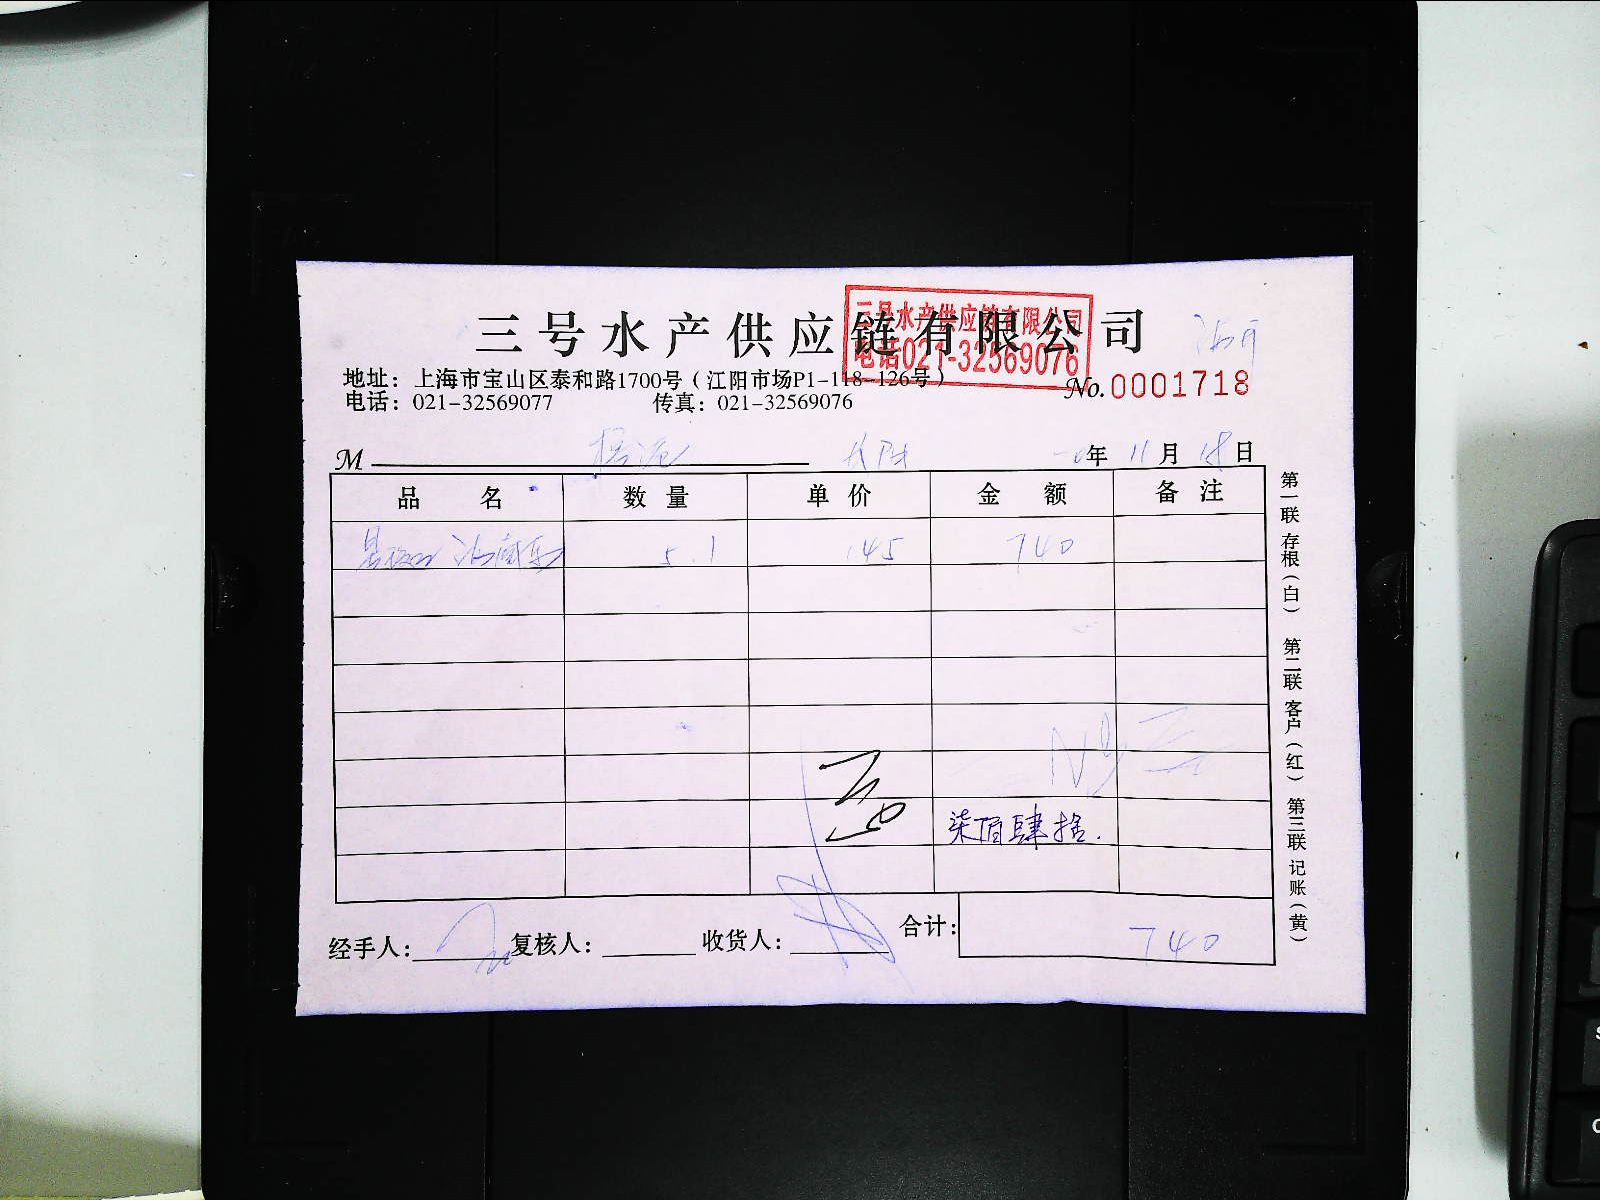 三号水产供应链有限公司
三号水产供应链有限公司
电话021-32569076
地址：上海市宝山区泰和路1700号（江阳市场P1-118-126号）
No.0001718
电话：021-32569077 传真：021-32569076
M 年 11 月 18 日
品名 数量 单价 金额 备注
5.1 145 740
柒佰肆拾.
经手人： 复核人： 收货人： 合计：740
第一联 存根（白） 第二联 客户（红） 第三联 记账（黄）